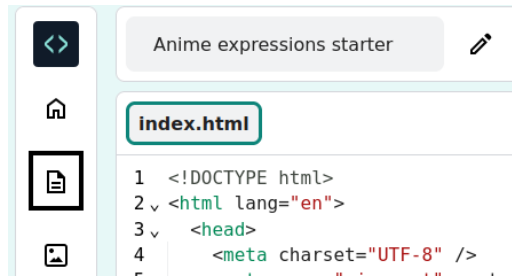 <>
Anime expressions starter
index.html
1 <!DOCTYPE html>
2 <html lang="en">
3 <head>
4 <meta charset="UTF-8" />